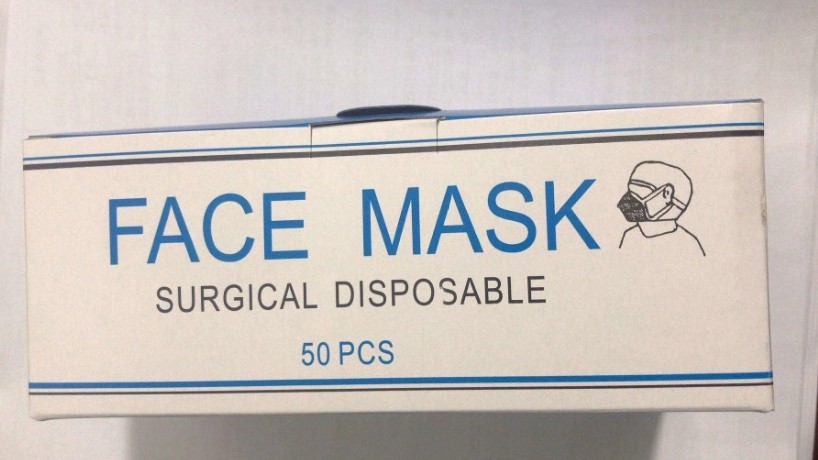 FACE MASK
SURGICAL DISPOSABLE
50 PCS